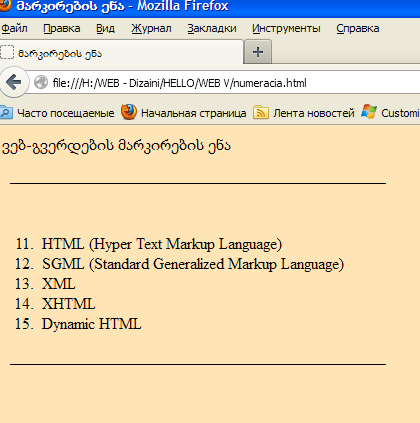 მარკირების ენა - Mozilla Firefox
Файл Правка Вид Журнал Закладки Инструменты Справка
მარკირების ენა
file:///H:/WEB - Dizaini/HELLO/WEB V/numeracia.html
Часто посещаемые Начальная страница Лента новостей Customi
ვებ-გვერდების მარკირების ენა
11. HTML (Hyper Text Markup Language)
12. SGML (Standard Generalized Markup Language)
13. XML
14. XHTML
15. Dynamic HTML